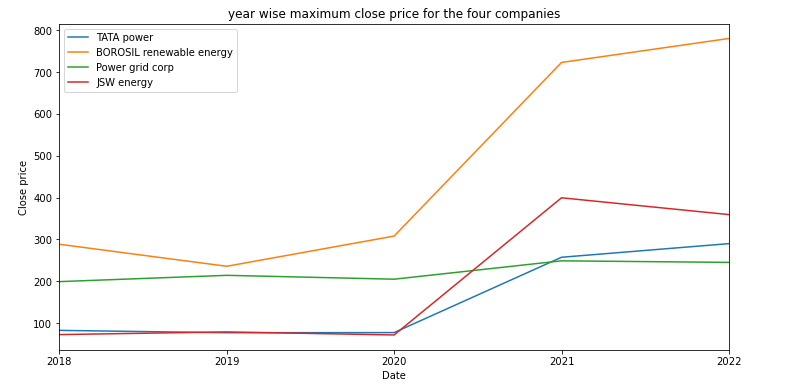 year wise maximum close price for the four companies
800
700
600
500
400
300
200
100
Close price
TATA power
BOROSIL renewable energy
Power grid corp
JSW energy
2018
2019
2020
2021
2022
Date